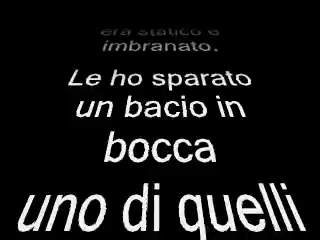 era statico e
imbranato.
Le ho sparato
un bacio in
bocca
uno di quelli